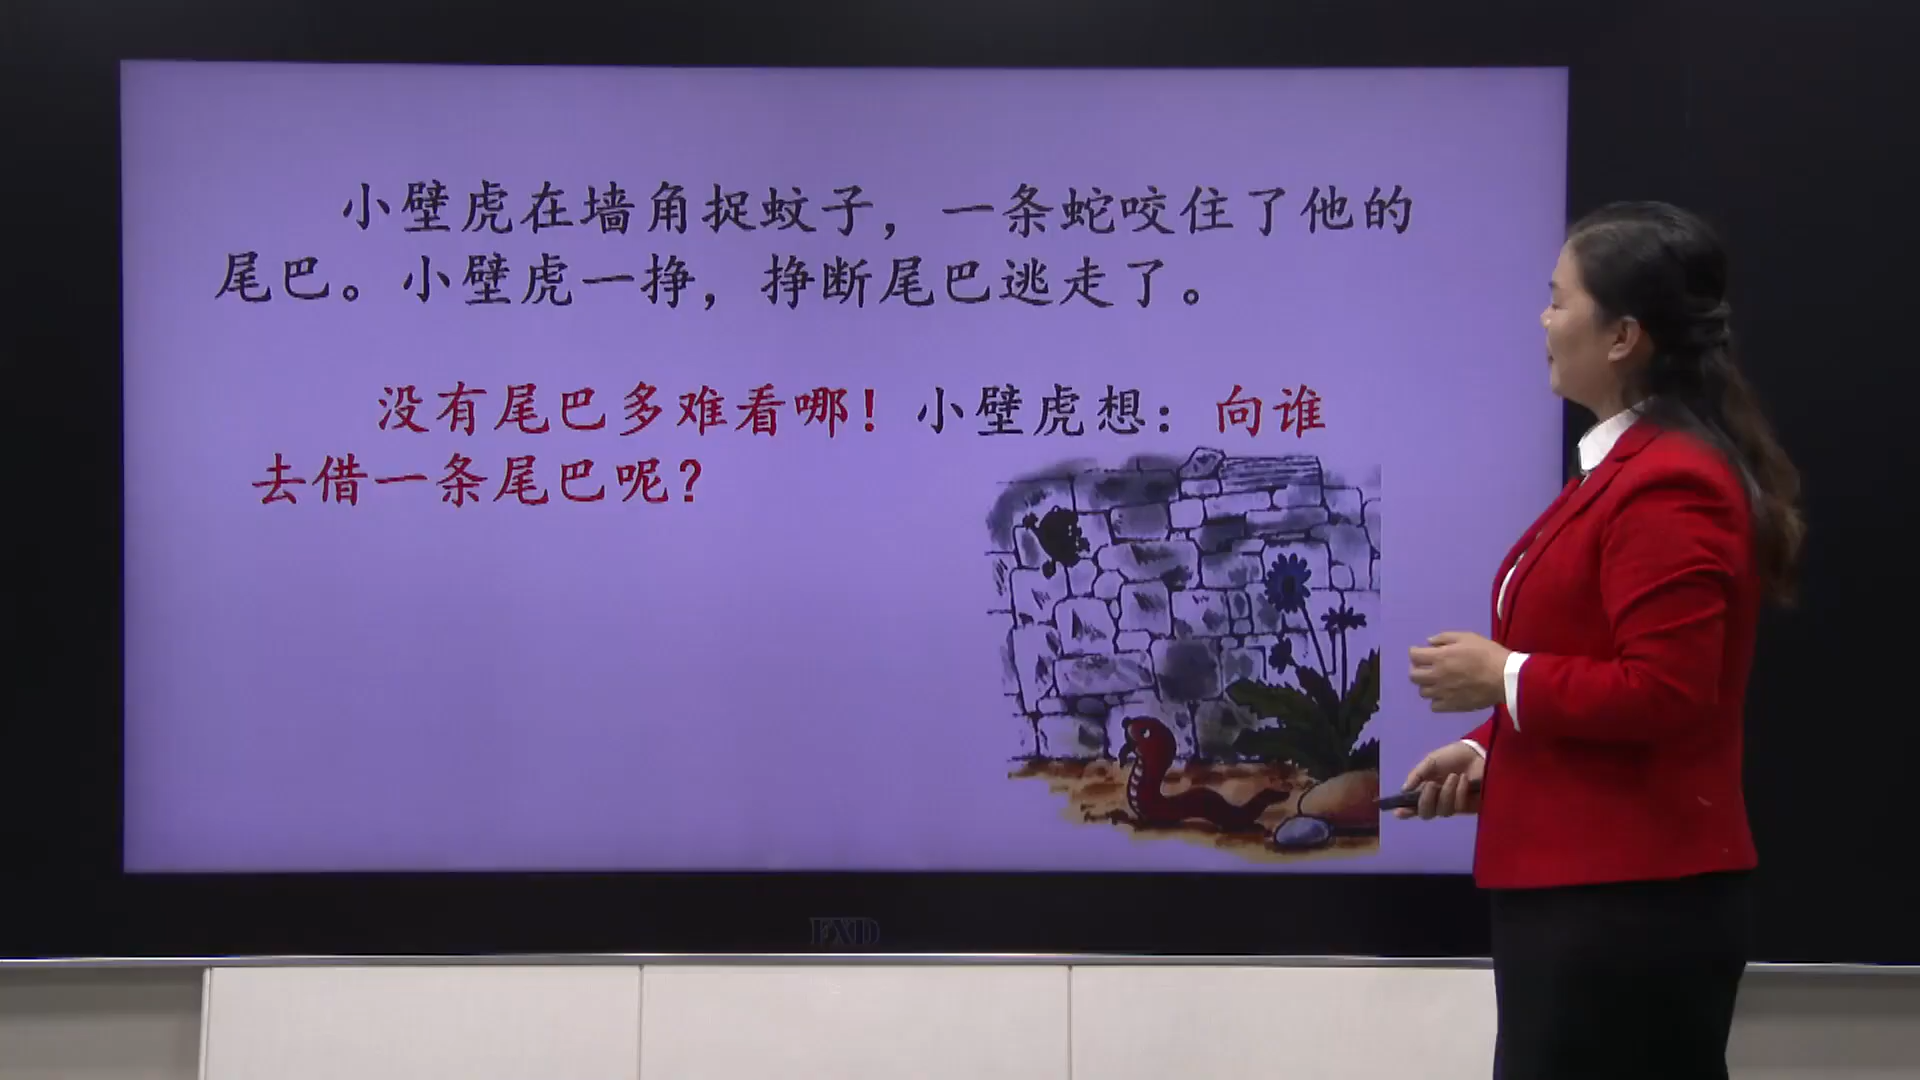 小壁虎在墙角捉蚊子，一条蛇咬住了他的
尾巴。小壁虎一挣，挣断尾巴逃走了。
没有尾巴多难看哪！小壁虎想：向谁
去借一条尾巴呢？
FXD